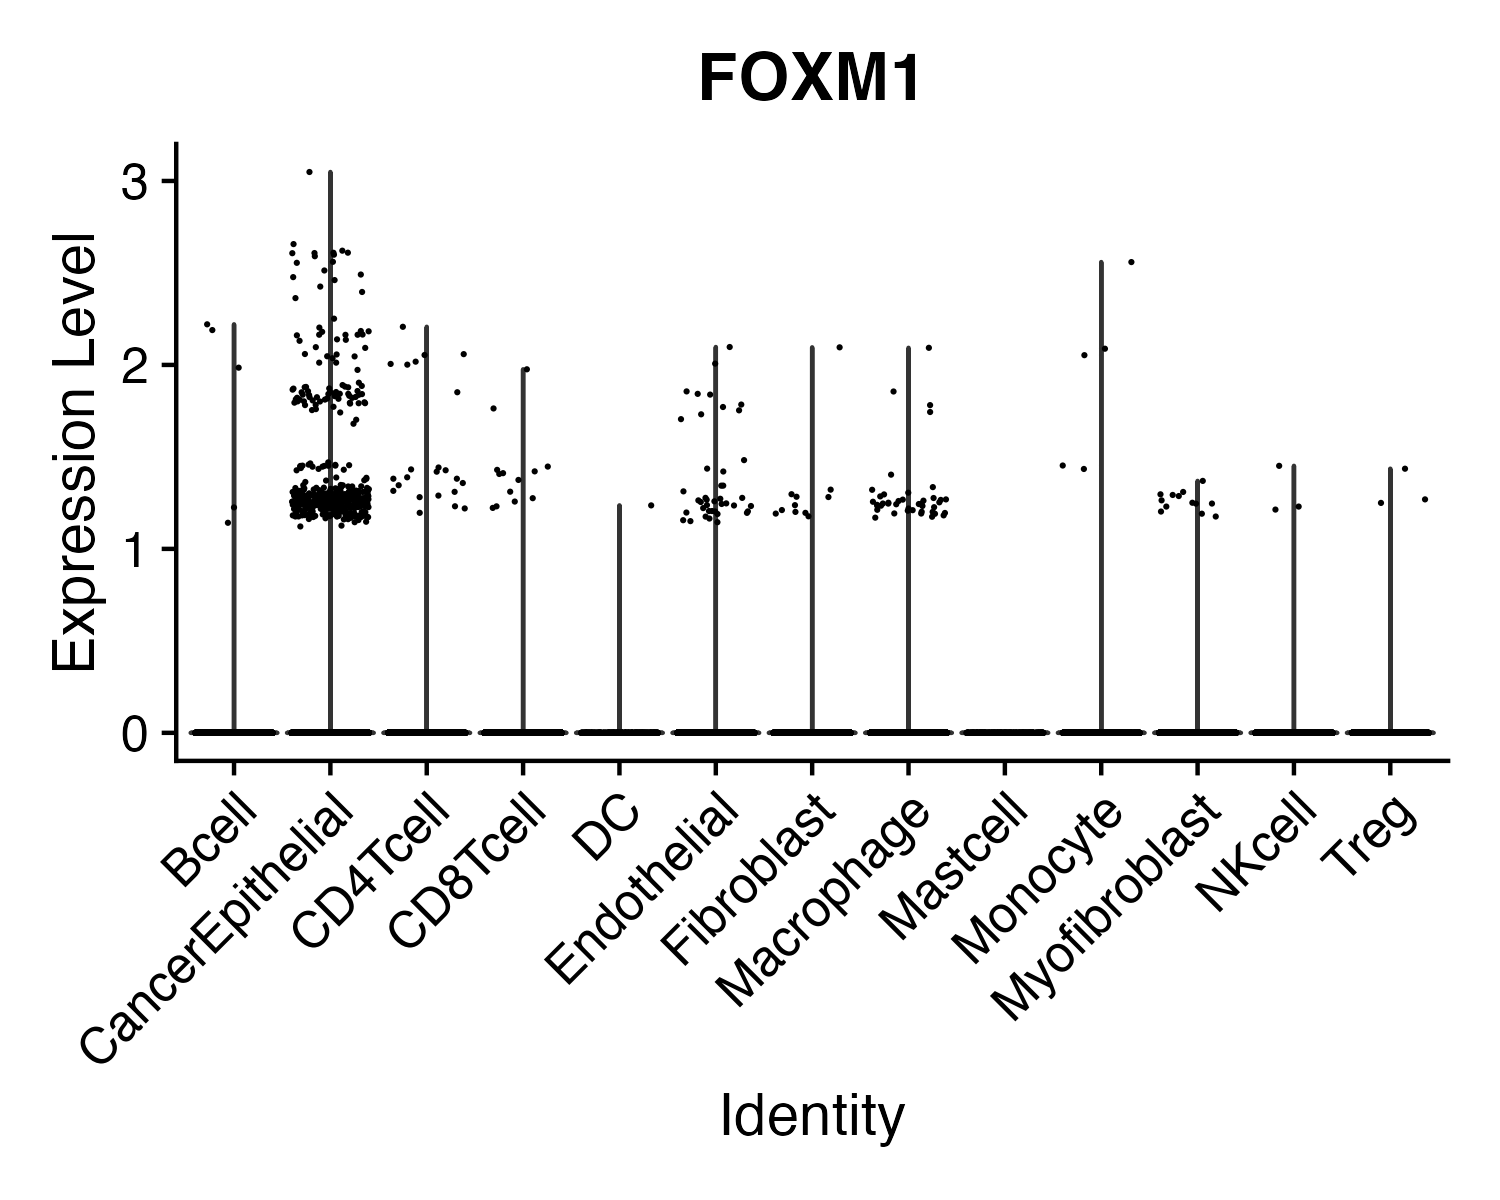 FOXM1
Expression Level
3
2
1
0
Bcell
CancerEpithelial
CD4Tcell
CD8Tcell
DC
Endothelial
Fibroblast
Macrophage
Mastcell
Monocyte
Myofibroblast
NKcell
Treg
Identity